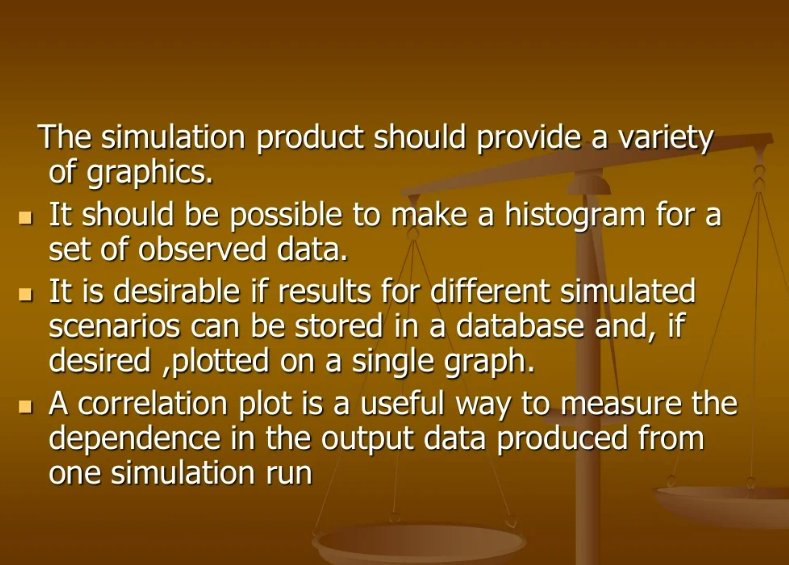 The simulation product should provide a variety
of graphics.
It should be possible to make a histogram for a
set of observed data.
It is desirable if results for different simulated
scenarios can be stored in a database and, if
desired ,plotted on a single graph.
A correlation plot is a useful way to measure the
dependence in the output data produced from
one simulation run